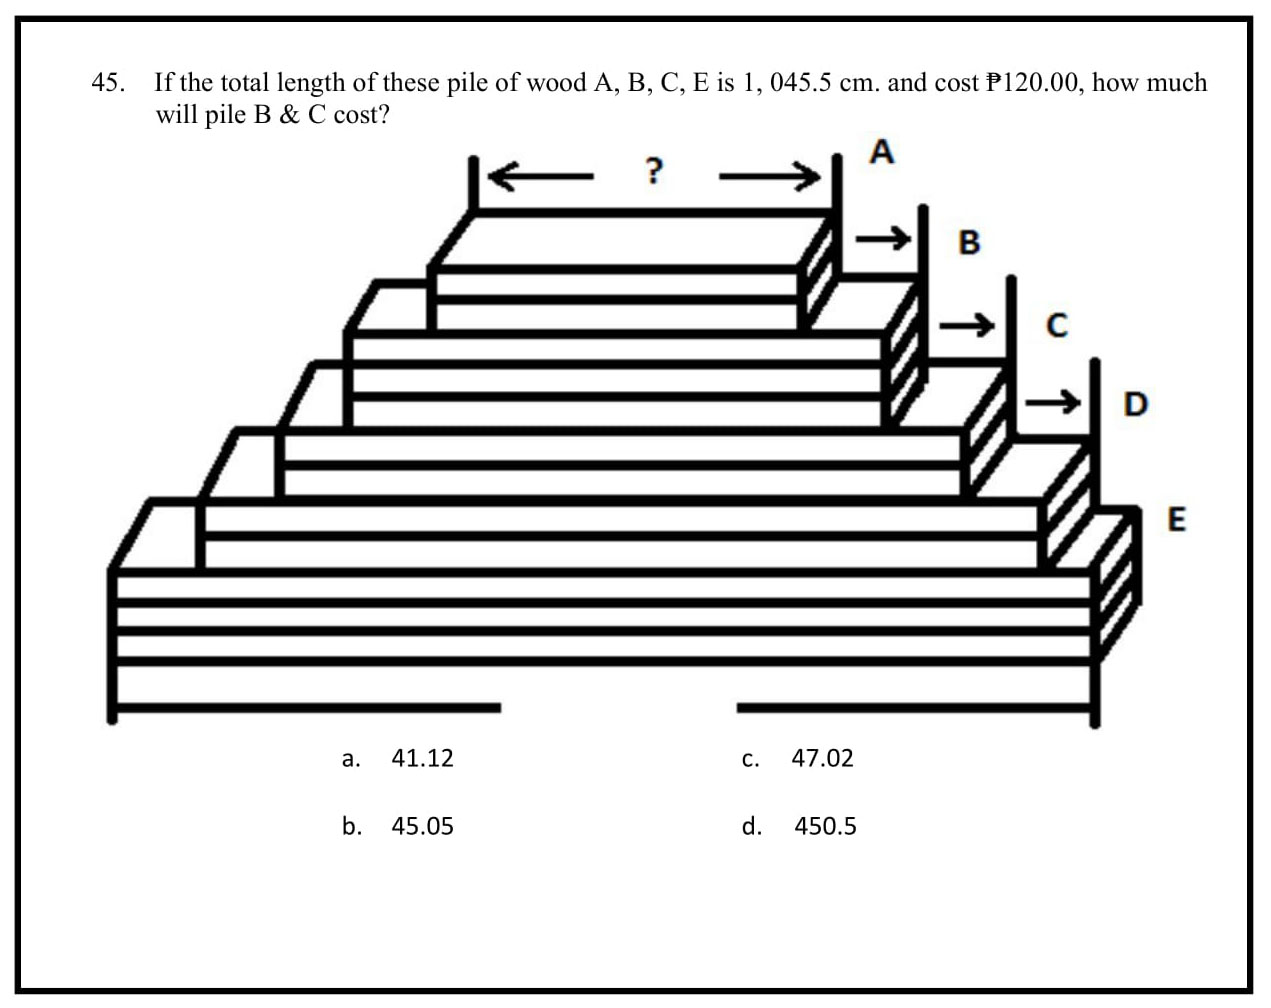 45. If the total length of these pile of wood A, B, C, E is 1, 045.5 cm. and cost ₱120.00, how much
will pile B & C cost?
A
?
B
C
D
E
a. 41.12
c. 47.02
b. 45.05
d. 450.5